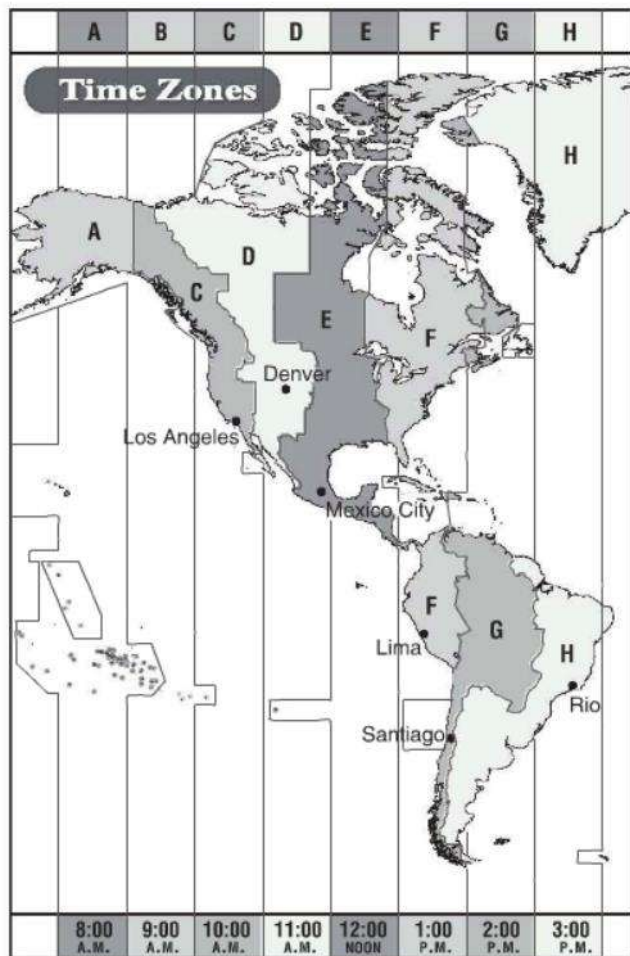 A B C D E F G H
Time Zones
H
A
D
C
E
F
Denver
Los Angeles
Mexico City
F
G
Lima
H
Rio
Santiago
8:00 9:00 10:00 11:00 12:00 1:00 2:00 3:00
A.M. A.M. A.M. A.M. NOON P.M. P.M. P.M.